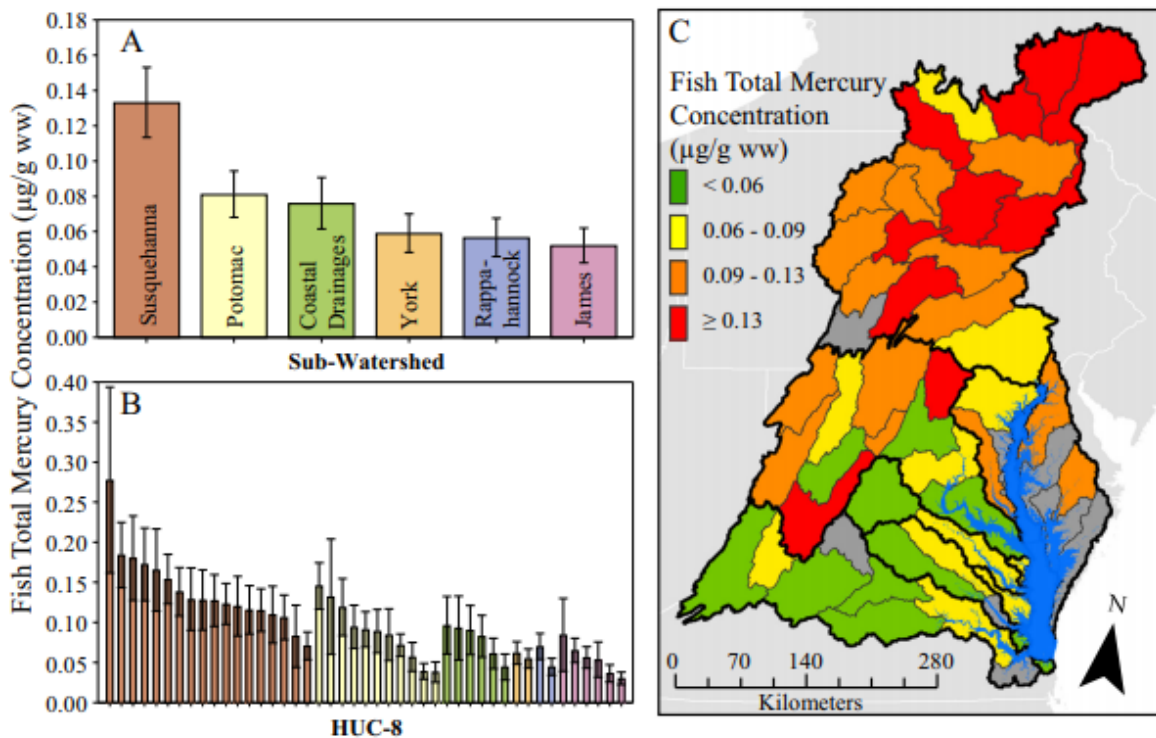 Fish Total Mercury Concentration (µg/g ww)
A
0.18
0.16
0.14
0.12
0.10
0.08
0.06
0.04
0.02
0.00
Susquehanna
Potomac
Coastal
Drainages
York
Rappa-
hannock
James
Sub-Watershed
B
0.40
0.35
0.30
0.25
0.20
0.15
0.10
0.05
0.00
HUC-8
C
Fish Total Mercury
Concentration
(µg/g ww)
< 0.06
0.06 - 0.09
0.09 - 0.13
≥ 0.13
N
0 70 140 280
Kilometers